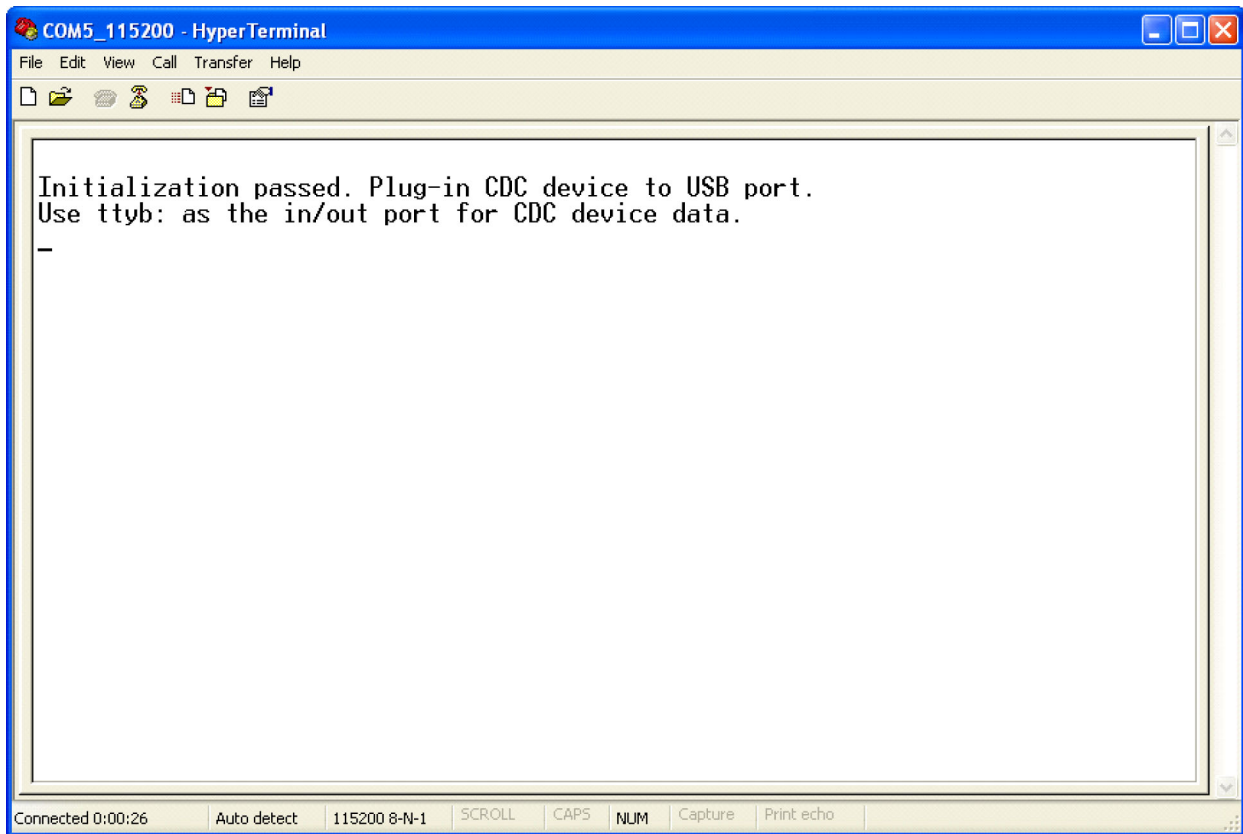 COM5_115200 - HyperTerminal
File Edit View Call Transfer Help
Initialization passed. Plug-in CDC device to USB port.
Use ttyb: as the in/out port for CDC device data.
_
Connected 0:00:26 Auto detect 115200 8-N-1 SCROLL CAPS NUM Capture Print echo